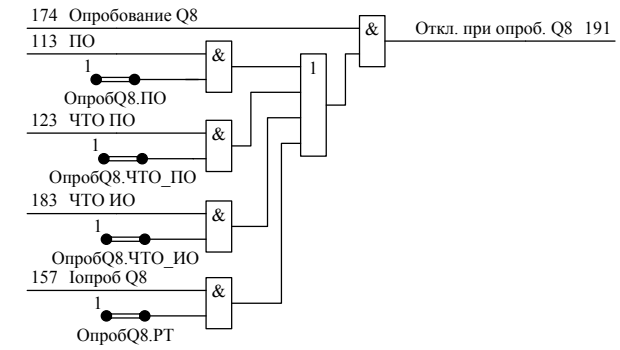 174 Опробование Q8
&
Откл. при опроб. Q8 191
113 ПО
&
1
1
ОпробQ8.ПО
123 ЧТО ПО
&
1
ОпробQ8.ЧТО_ПО
183 ЧТО ИО
&
1
ОпробQ8.ЧТО_ИО
157 Iопроб Q8
&
1
ОпробQ8.РТ